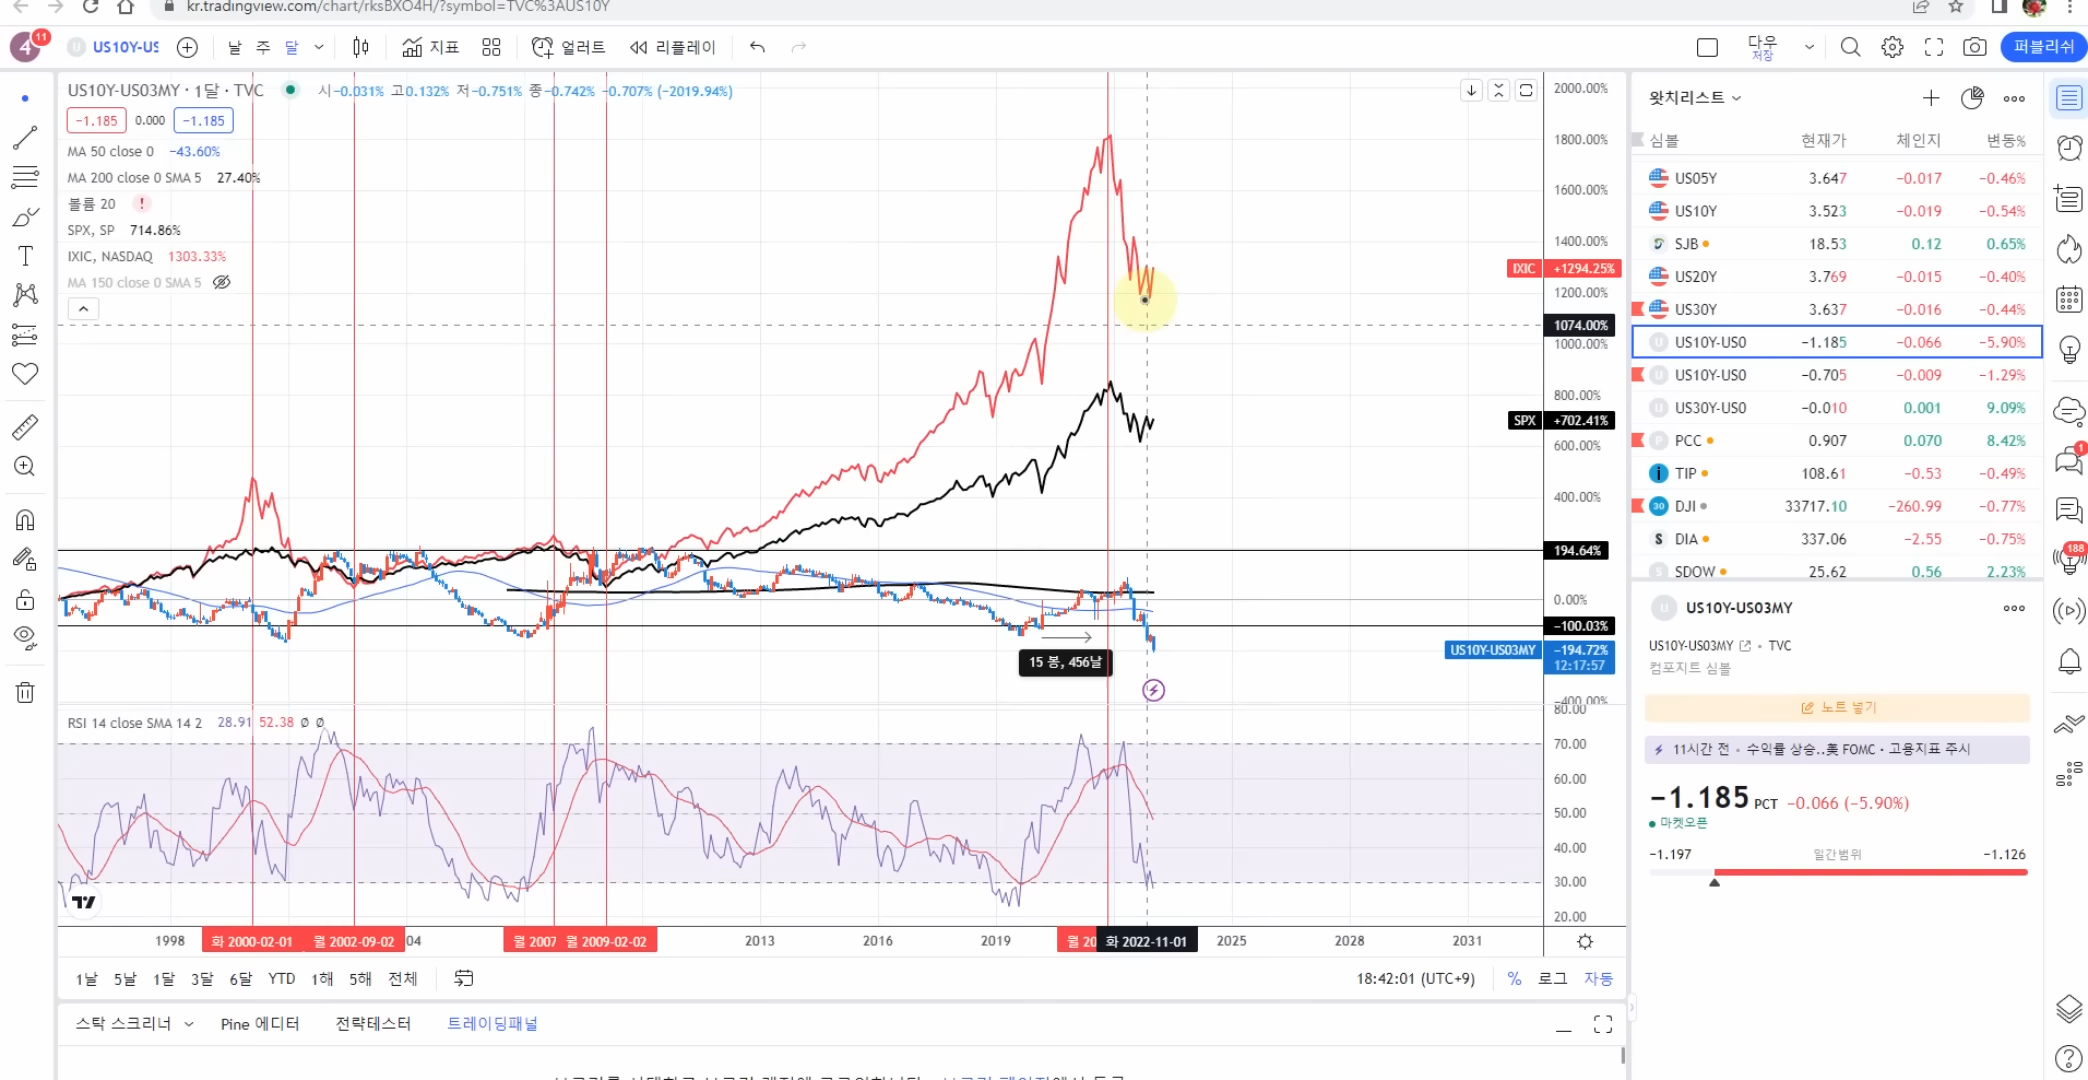 kr.tradingview.com/chart/rksBXO4H/?symbol=TVC%3AUS10Y
4 11 U US10Y-US 날 주 달 지표 얼러트 리플레이 다우 저장 퍼블리쉬
US10Y-US03MY · 1달 · TVC 시-0.031% 고0.132% 저-0.751% 종-0.742% -0.707% (-2019.94%)
-1.185 0.000 -1.185
MA 50 close 0 -43.60%
MA 200 close 0 SMA 5 27.40%
볼륨 20 !
SPX, SP 714.86%
IXIC, NASDAQ 1303.33%
MA 150 close 0 SMA 5
2000.00%
1800.00%
1600.00%
1400.00%
IXIC +1294.25%
1200.00%
1074.00%
1000.00%
800.00%
SPX +702.41%
600.00%
400.00%
194.64%
0.00%
-100.03%
US10Y-US03MY -194.72%
12:17:57
15 봉, 456날
-400.00%
RSI 14 close SMA 14 2 28.91 52.38 Ø Ø
80.00
70.00
60.00
50.00
40.00
30.00
20.00
1998 화 2000-02-01 월 2002-09-02 04 월 2007 월 2009-02-02 2013 2016 2019 월 20 화 2022-11-01 2025 2028 2031
1날 5날 1달 3달 6달 YTD 1해 5해 전체 18:42:01 (UTC+9) % 로그 자동
스탁 스크리너 Pine 에디터 전략테스터 트레이딩패널
왓치리스트
심볼 현재가 체인지 변동%
US05Y 3.647 -0.017 -0.46%
US10Y 3.523 -0.019 -0.54%
SJB 18.53 0.12 0.65%
US20Y 3.769 -0.015 -0.40%
US30Y 3.637 -0.016 -0.44%
U US10Y-US0 -1.185 -0.066 -5.90%
U US10Y-US0 -0.705 -0.009 -1.29%
U US30Y-US0 -0.010 0.001 9.09%
P PCC 0.907 0.070 8.42%
i TIP 108.61 -0.53 -0.49%
30 DJI 33717.10 -260.99 -0.77%
S DIA 337.06 -2.55 -0.75%
S SDOW 25.62 0.56 2.23%
U US10Y-US03MY
US10Y-US03MY • TVC
컴포지트 심볼
노트 넣기
11시간 전 • 수익률 상승..美 FOMC · 고용지표 주시
-1.185 PCT -0.066 (-5.90%)
마켓오픈
-1.197 일간범위 -1.126
1
188